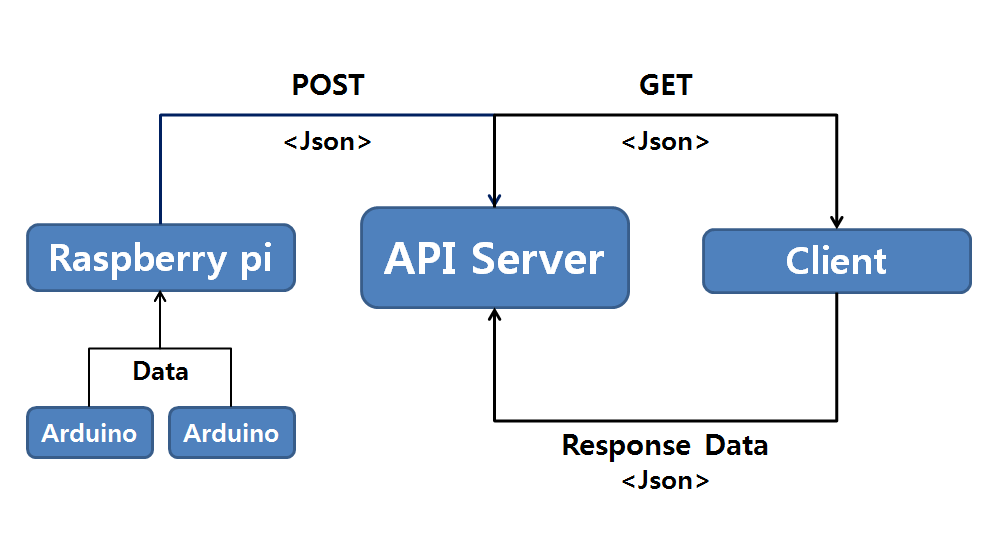 POST
<Json>
GET
<Json>
Raspberry pi
API Server
Client
Data
Arduino
Arduino
Response Data
<Json>